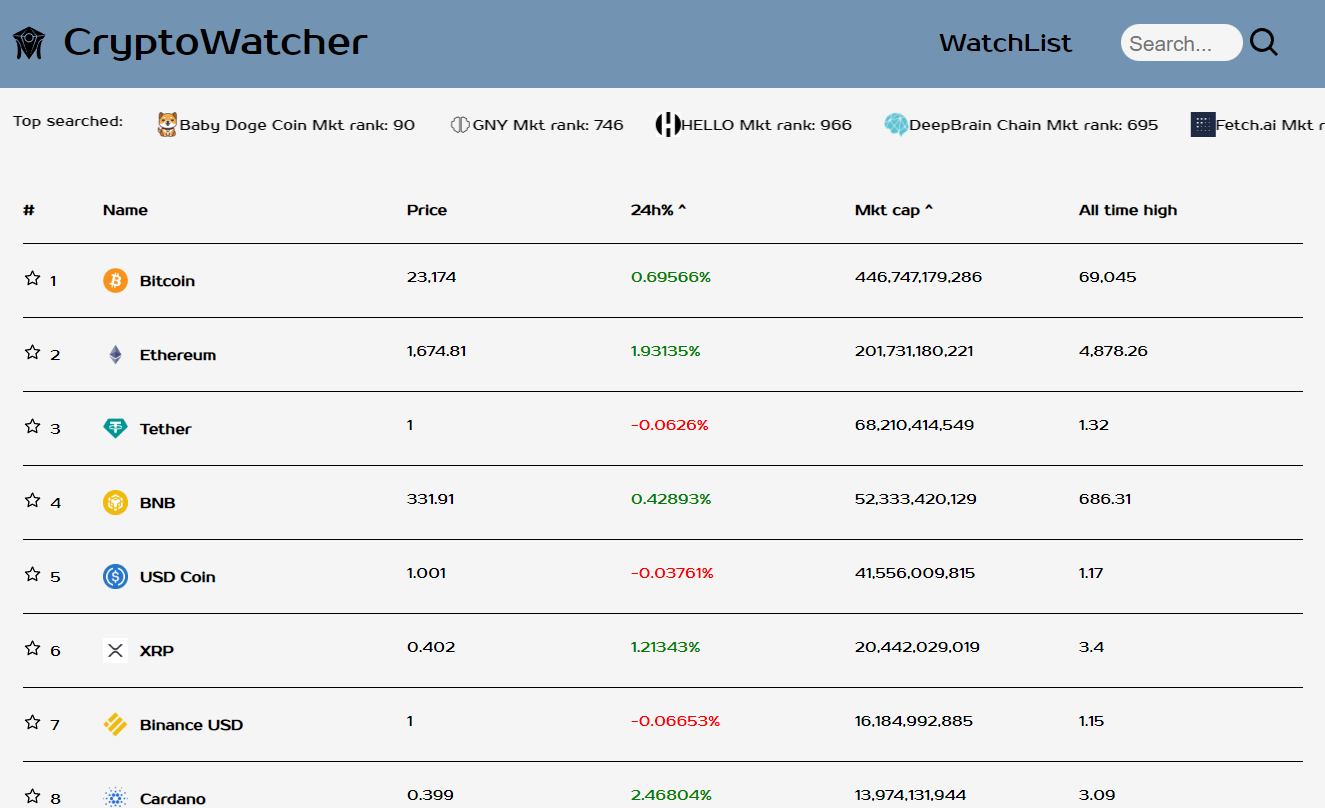 CryptoWatcher WatchList Search...
Top searched: Baby Doge Coin Mkt rank: 90 GNY Mkt rank: 746 HELLO Mkt rank: 966 DeepBrain Chain Mkt rank: 695 Fetch.ai Mkt r
# Name Price 24h% ^ Mkt cap ^ All time high
1 Bitcoin 23,174 0.69566% 446,747,179,286 69,045
2 Ethereum 1,674.81 1.93135% 201,731,180,221 4,878.26
3 Tether 1 -0.0626% 68,210,414,549 1.32
4 BNB 331.91 0.42893% 52,333,420,129 686.31
5 USD Coin 1.001 -0.03761% 41,556,009,815 1.17
6 XRP 0.402 1.21343% 20,442,029,019 3.4
7 Binance USD 1 -0.06653% 16,184,992,885 1.15
8 Cardano 0.399 2.46804% 13,974,131,944 3.09